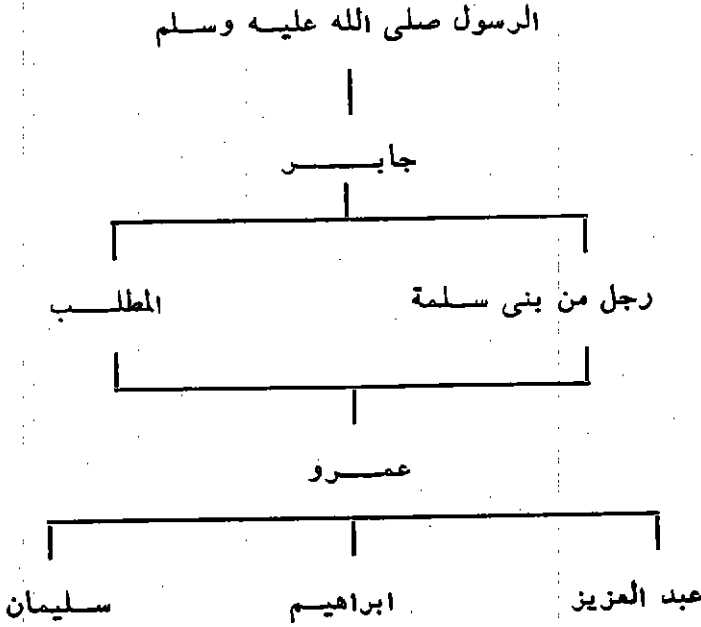 الرسول صلى الله عليه وسلم
جابر
رجل من بنى سلمة المطلب
عمرو
عبد العزيز ابراهيم سليمان